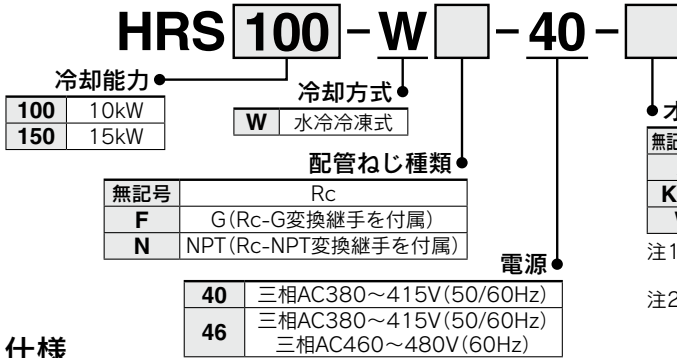 HRS 100 - W - 40 -
冷却能力
100 10kW
150 15kW
冷却方式
W 水冷冷凍式
配管ねじ種類
無記号 Rc
F G(Rc-G変換継手を付属)
N NPT(Rc-NPT変換継手を付属)
電源
40 三相AC380～415V(50/60Hz)
46 三相AC380～415V(50/60Hz)
三相AC460～480V(60Hz)
無記
K
注1
注2
仕様